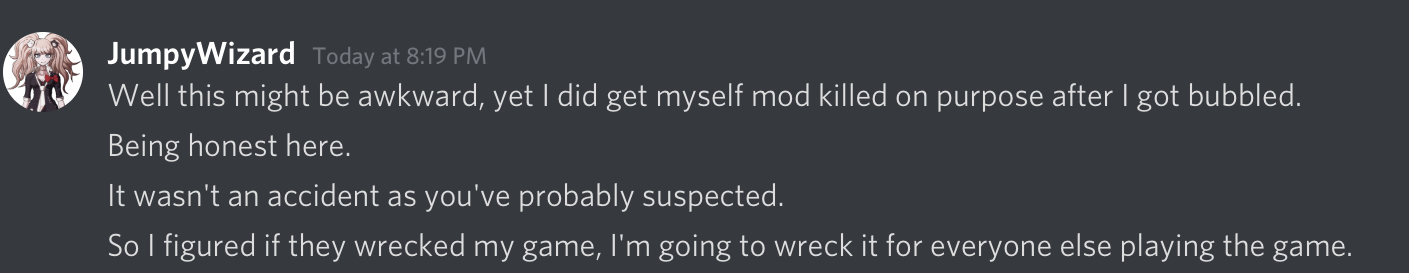 JumpyWizard Today at 8:19 PM
Well this might be awkward, yet I did get myself mod killed on purpose after I got bubbled.
Being honest here.
It wasn't an accident as you've probably suspected.
So I figured if they wrecked my game, I'm going to wreck it for everyone else playing the game.